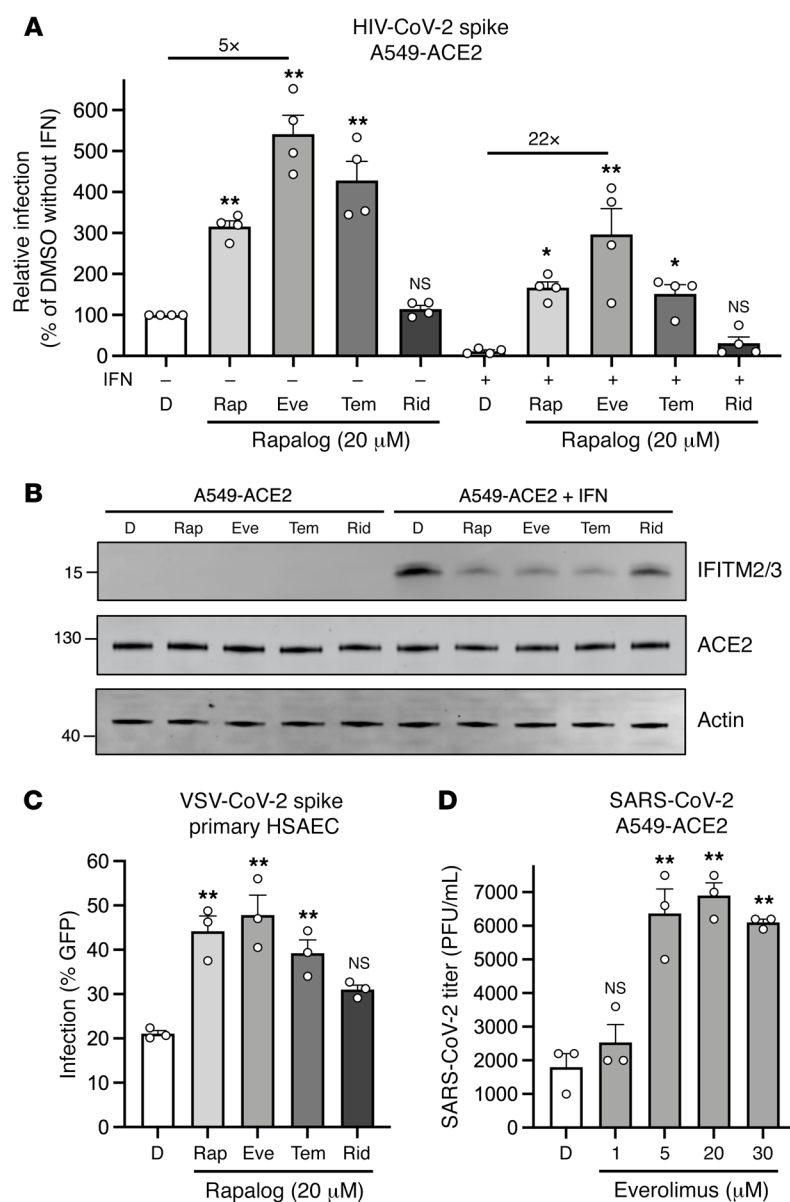 A
HIV-CoV-2 spike
A549-ACE2
5×
22×
Relative infection
(% of DMSO without IFN)
600
500
400
300
200
100
0
** ** ** NS * ** * NS
IFN – – – – – + + + + +
D Rap Eve Tem Rid D Rap Eve Tem Rid
Rapalog (20 μM) Rapalog (20 μM)
B
A549-ACE2 A549-ACE2 + IFN
D Rap Eve Tem Rid D Rap Eve Tem Rid
15 IFITM2/3
130 ACE2
40 Actin
C
VSV-CoV-2 spike
primary HSAEC
Infection (% GFP)
60
50
40
30
20
10
0
** ** ** NS
D Rap Eve Tem Rid
Rapalog (20 μM)
D
SARS-CoV-2
A549-ACE2
SARS-CoV-2 titer (PFU/mL)
7000
6000
5000
4000
3000
2000
1000
0
NS ** ** **
D 1 5 20 30
Everolimus (μM)